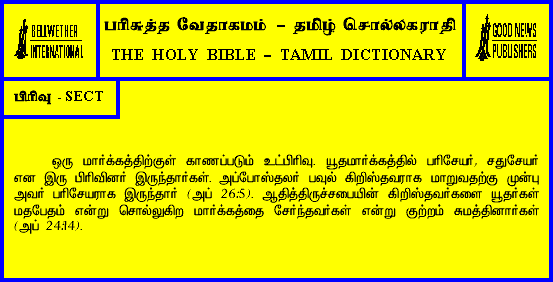 BELLWETHER
INTERNATIONAL
பரிசுத்த வேதாகமம் – தமிழ் சொல்லகராதி
THE HOLY BIBLE – TAMIL DICTIONARY
GOOD NEWS
PUBLISHERS
பிரிவு - SECT
ஒரு மார்க்கத்திற்குள் காணப்படும் உட்பிரிவு. யூதமார்க்கத்தில் பரிசேயர், சதுசேயர்
என இரு பிரிவினர் இருந்தார்கள். அப்போஸ்தலர் பவுல் கிறிஸ்தவராக மாறுவதற்கு முன்பு
அவர் பரிசேயராக இருந்தார் (அப் 26:5). ஆதித்திருச்சபையின் கிறிஸ்தவர்களை யூதர்கள்
மதபேதம் என்று சொல்லுகிற மார்க்கத்தை சேர்ந்தவர்கள் என்று குற்றம் சுமத்தினார்கள்
(அப் 24:14).